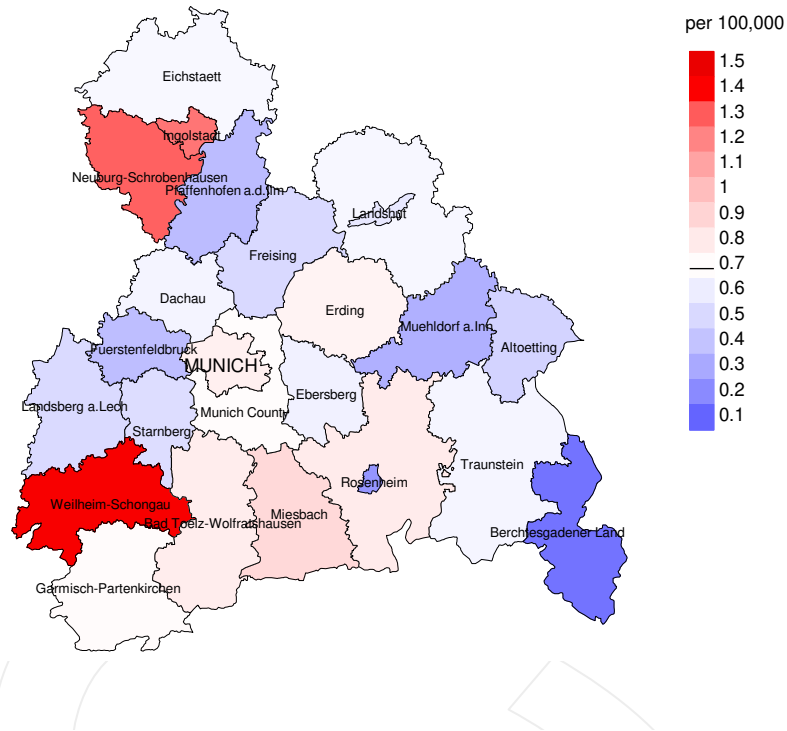 per 100,000
1.5
1.4
1.3
1.2
1.1
1
0.9
0.8
0.7
0.6
0.5
0.4
0.3
0.2
0.1
Eichstaett
Ingolstadt
Neuburg-Schrobenhausen
Pfaffenhofen a.d.Ilm
Landshut
Freising
Dachau
Erding
Muehldorf a.Inn
Altoetting
Fuerstenfeldbruck
MUNICH
Ebersberg
Landsberg a.Lech
Munich County
Starnberg
Traunstein
Rosenheim
Weilheim-Schongau
Miesbach
Bad Toelz-Wolfratshausen
Berchtesgadener Land
Garmisch-Partenkirchen